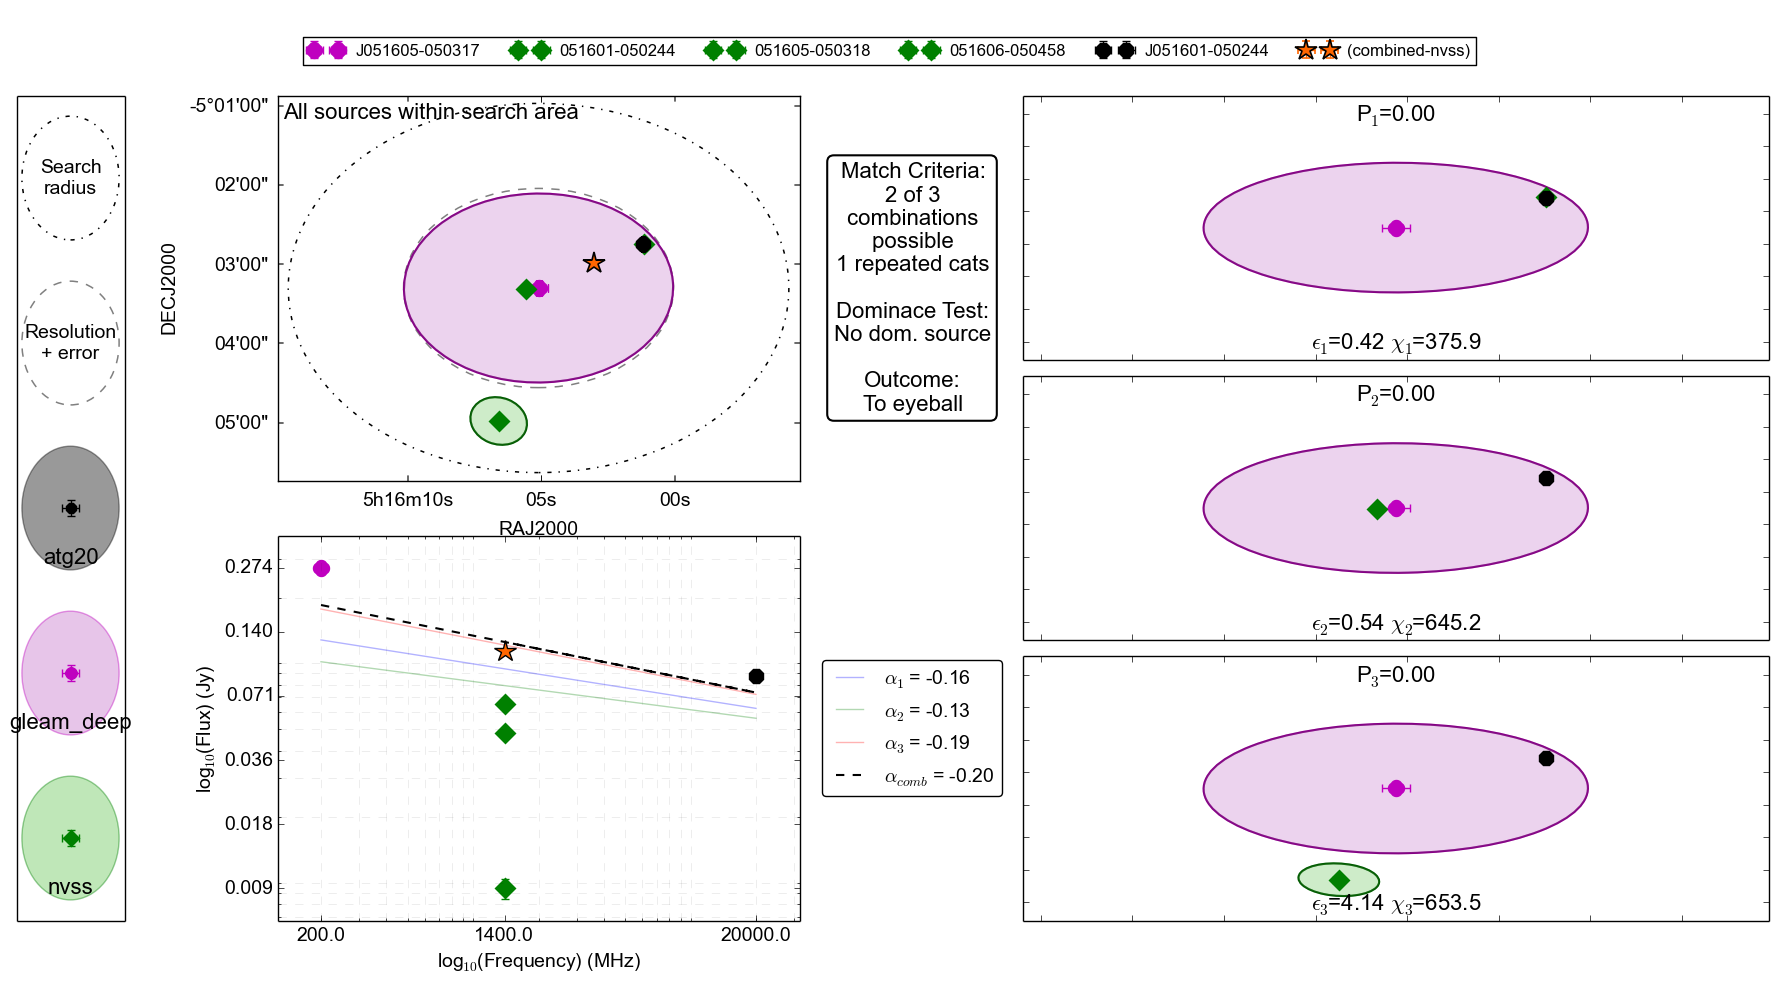 J051605-050317 051601-050244 051605-050318 051606-050458 J051601-050244 (combined-nvss)
Search
radius
Resolution
+ error
atg20
gleam_deep
nvss
All sources within search area
-5°01'00"
02'00"
03'00"
04'00"
05'00"
DECJ2000
5h16m10s 05s 00s
RAJ2000
Match Criteria:
2 of 3
combinations
possible
1 repeated cats
Dominace Test:
No dom. source
Outcome:
To eyeball
0.274
0.140
0.071
0.036
0.018
0.009
log10(Flux) (Jy)
200.0 1400.0 20000.0
log10(Frequency) (MHz)
α1 = -0.16
α2 = -0.13
α3 = -0.19
αcomb = -0.20
P1=0.00
ϵ1=0.42 χ1=375.9
P2=0.00
ϵ2=0.54 χ2=645.2
P3=0.00
ϵ3=4.14 χ3=653.5